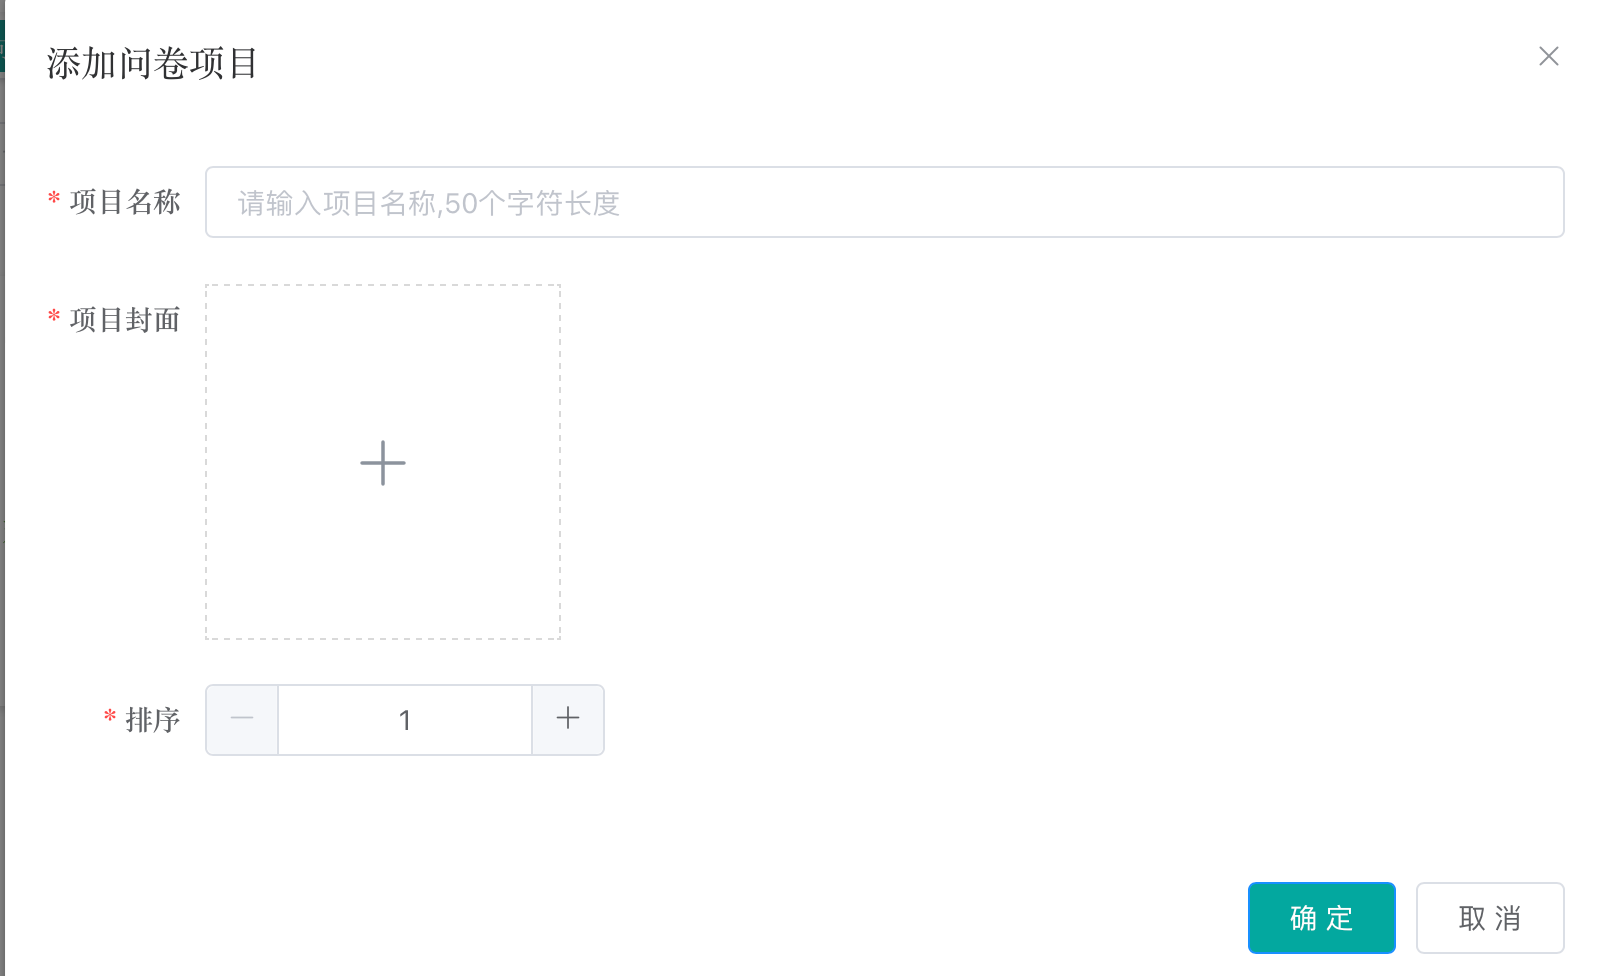 添加问卷项目
* 项目名称
请输入项目名称,50个字符长度
* 项目封面
* 排序
1
确 定
取 消